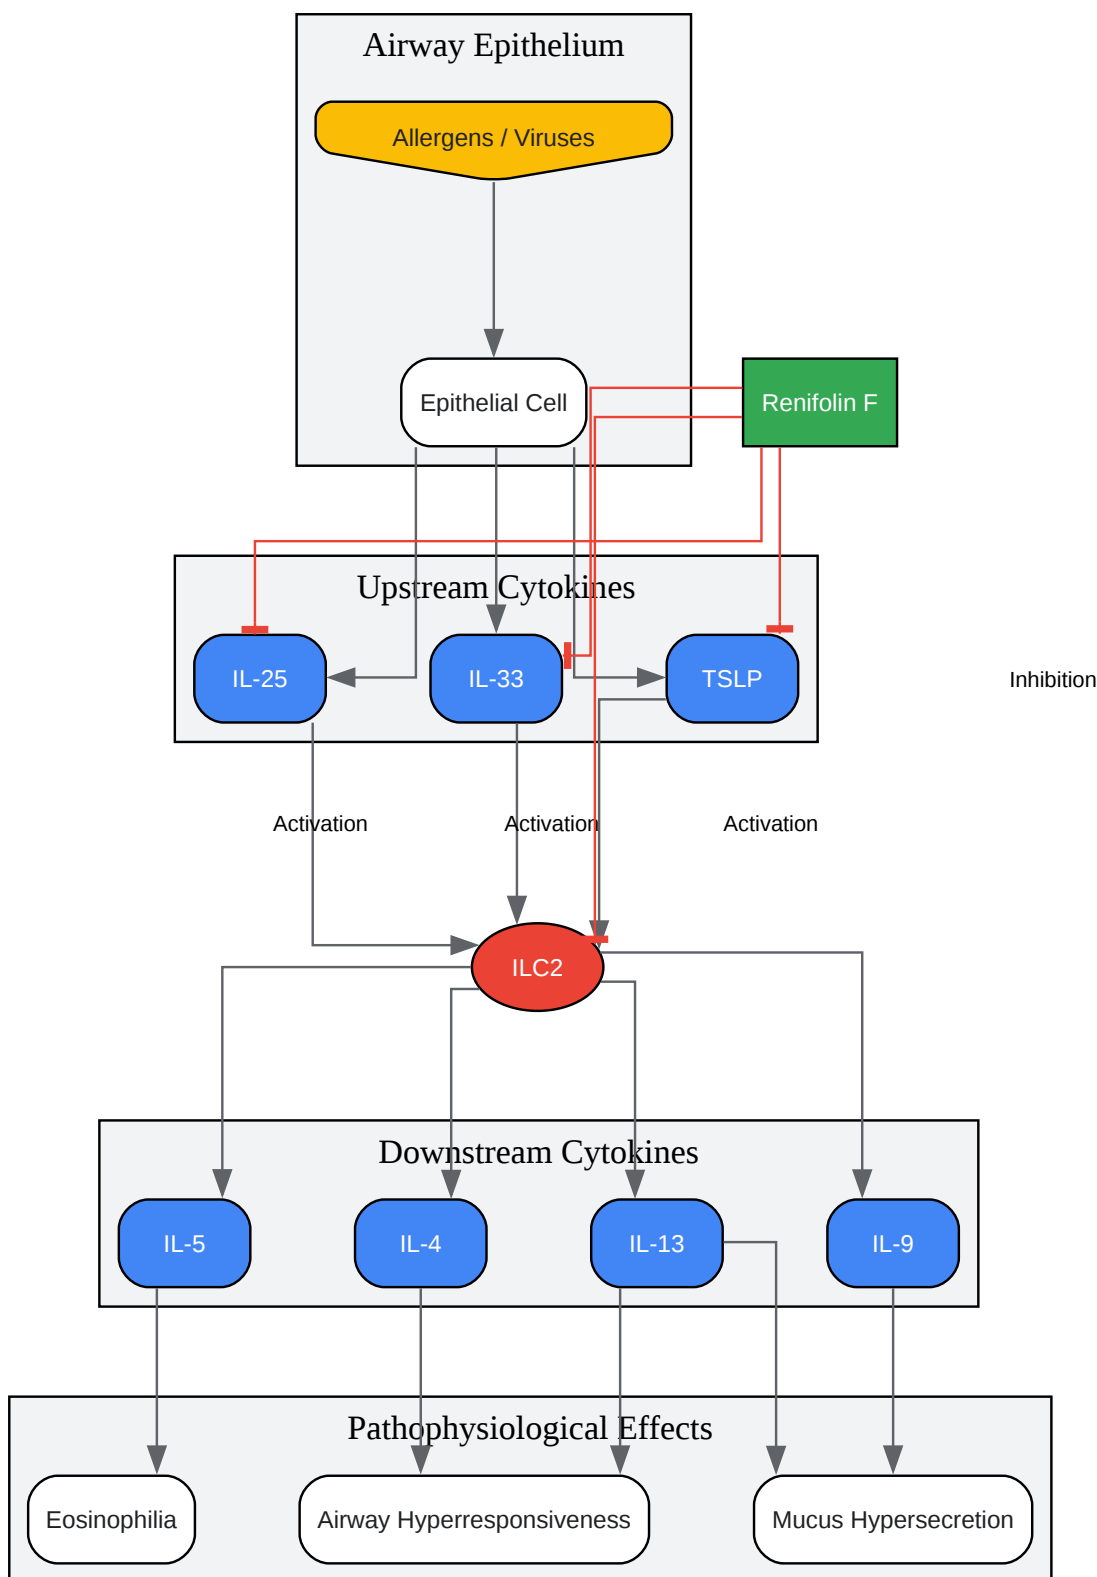 Airway Epithelium
Allergens / Viruses
Epithelial Cell
Renifolin F
Upstream Cytokines
IL-25
IL-33
TSLP
Inhibition
Activation
Activation
Activation
ILC2
Downstream Cytokines
IL-5
IL-4
IL-13
IL-9
Pathophysiological Effects
Eosinophilia
Airway Hyperresponsiveness
Mucus Hypersecretion